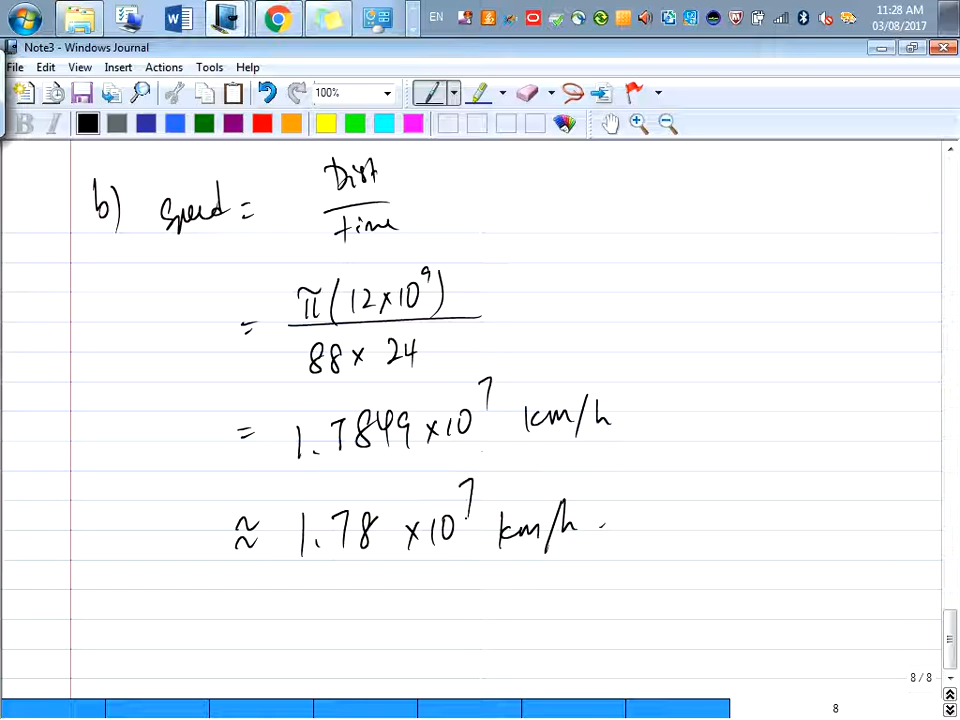 EN
11:28 AM
03/08/2017
Note3 - Windows Journal
File Edit View Insert Actions Tools Help
100%
B I
b) Speed = Dist
time
= π(12×10⁹)
88 × 24
= 1.7849 ×10⁷ km/h
≈ 1.78 ×10⁷ km/h.
8 / 8
8